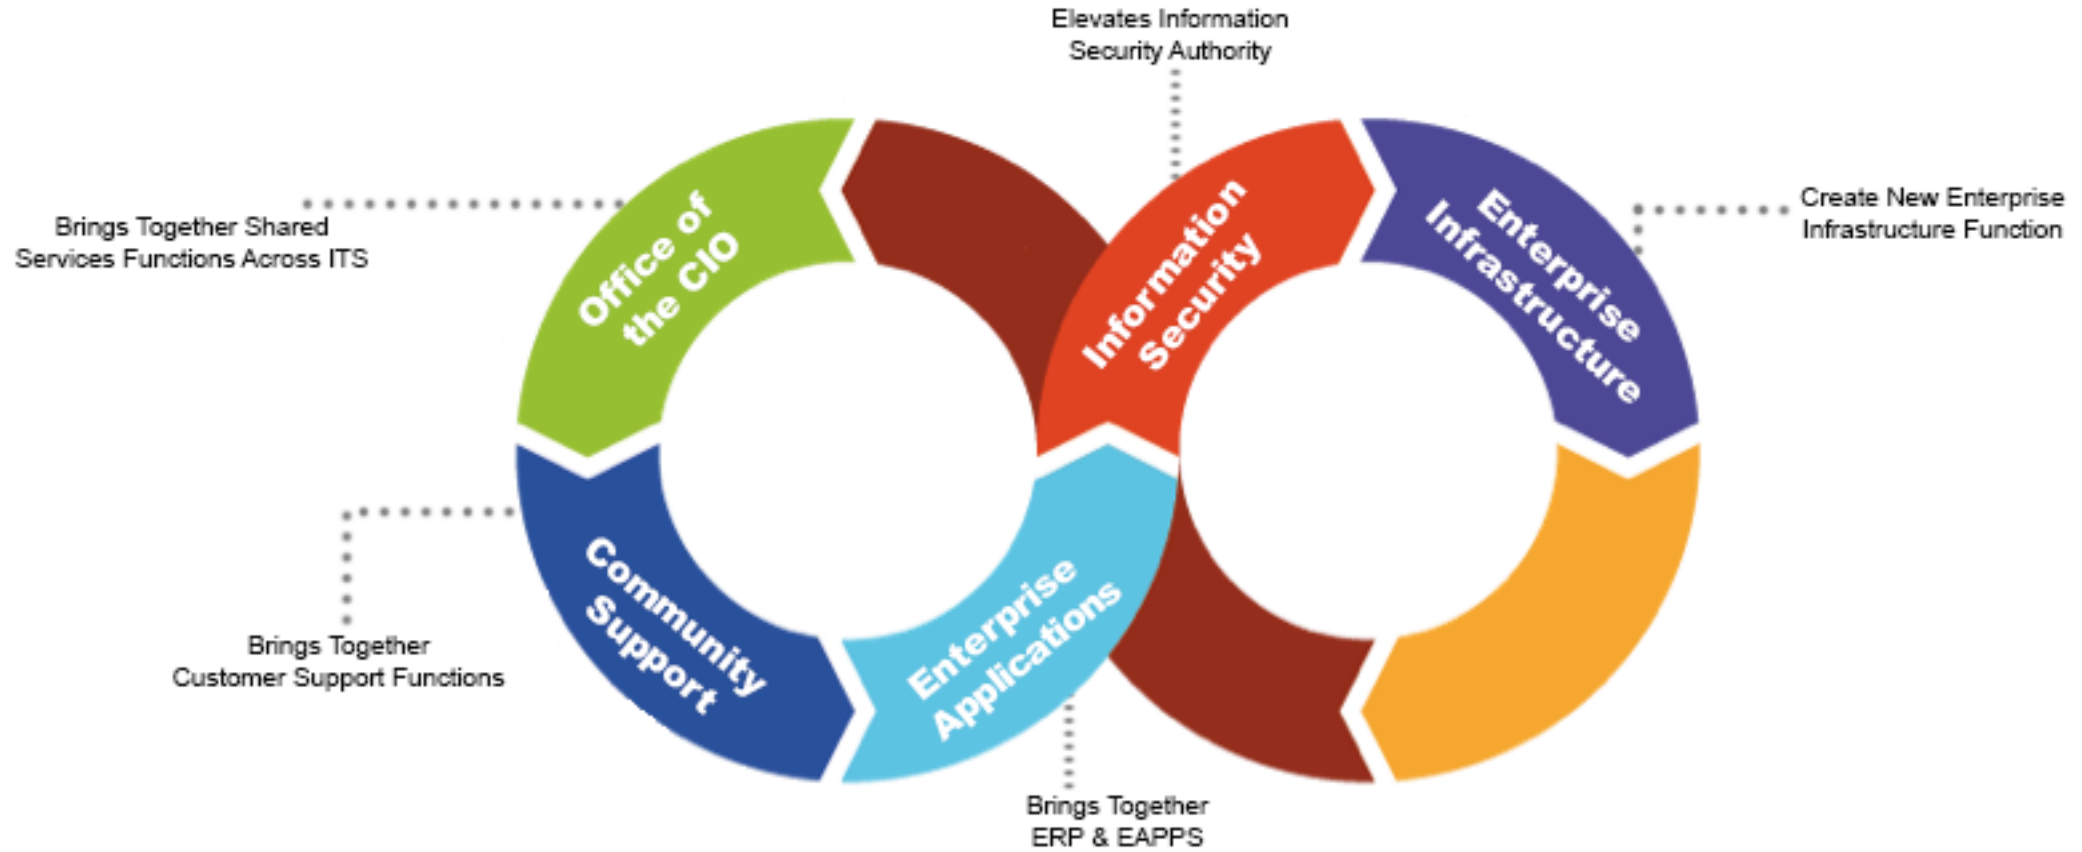 Elevates Information
Security Authority
Brings Together Shared
Services Functions Across ITS
Office of
the CIO
Information
Security
Enterprise
Infrastructure
Create New Enterprise
Infrastructure Function
Community
Support
Enterprise
Applications
Brings Together
Customer Support Functions
Brings Together
ERP & EAPPS